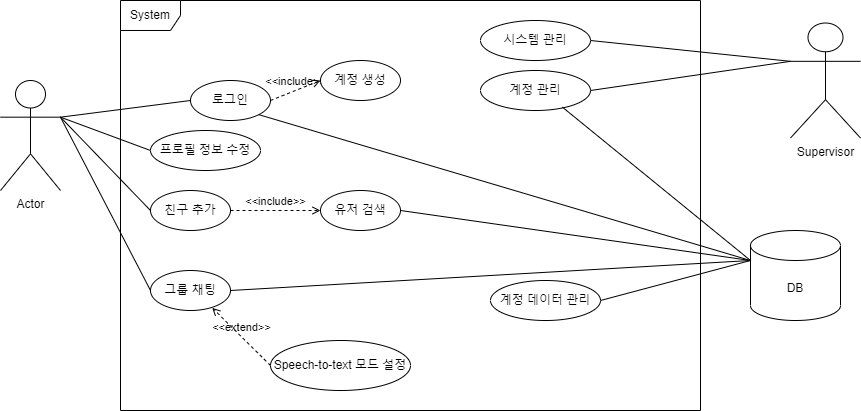 System
시스템 관리
<<include>>
계정 생성
계정 관리
로그인
프로필 정보 수정
Supervisor
Actor
친구 추가
<<include>>
유저 검색
그룹 채팅
계정 데이터 관리
DB
<<extend>>
Speech-to-text 모드 설정